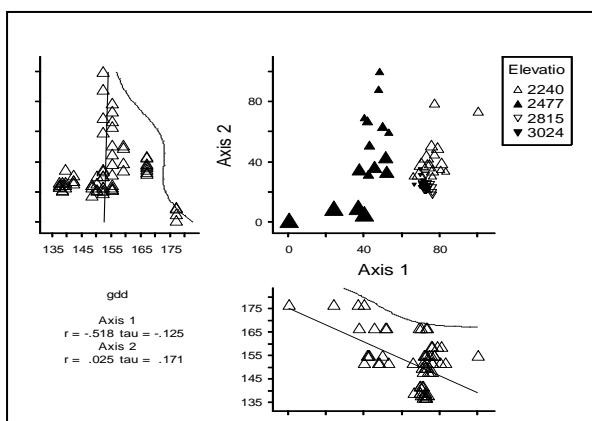 Elevatio
2240
2477
2815
3024
Axis 2
80
40
0
0
40
80
Axis 1
135 145 155 165 175
gdd
Axis 1
r = -.518 tau = -.125
Axis 2
r = .025 tau = .171
175
165
155
145
135